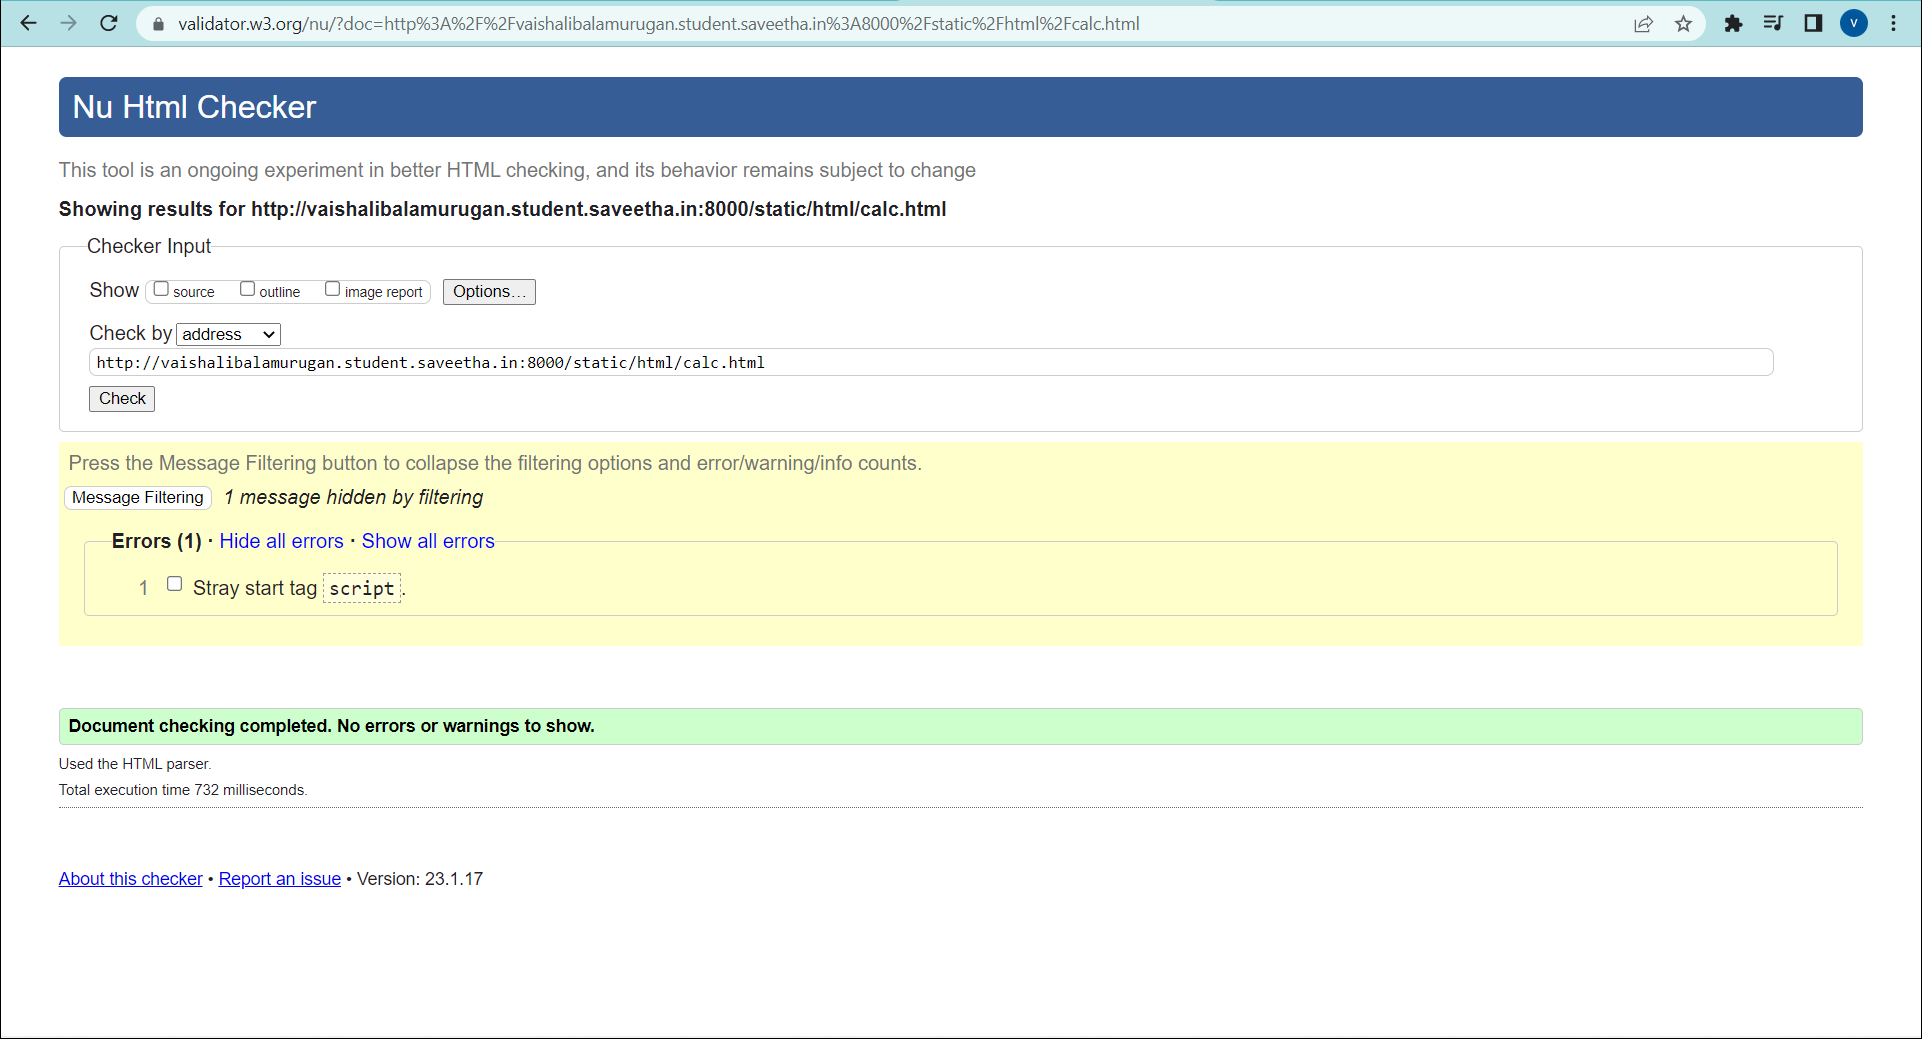 validator.w3.org/nu/?doc=http%3A%2F%2Fvaishalibalamurugan.student.saveetha.in%3A8000%2Fstatic%2Fhtml%2Fcalc.html
V
Nu Html Checker
This tool is an ongoing experiment in better HTML checking, and its behavior remains subject to change
Showing results for http://vaishalibalamurugan.student.saveetha.in:8000/static/html/calc.html
Checker Input
Show source outline image report Options…
Check by address
http://vaishalibalamurugan.student.saveetha.in:8000/static/html/calc.html
Check
Press the Message Filtering button to collapse the filtering options and error/warning/info counts.
Message Filtering 1 message hidden by filtering
Errors (1) · Hide all errors · Show all errors
1 Stray start tag script.
Document checking completed. No errors or warnings to show.
Used the HTML parser.
Total execution time 732 milliseconds.
About this checker • Report an issue • Version: 23.1.17